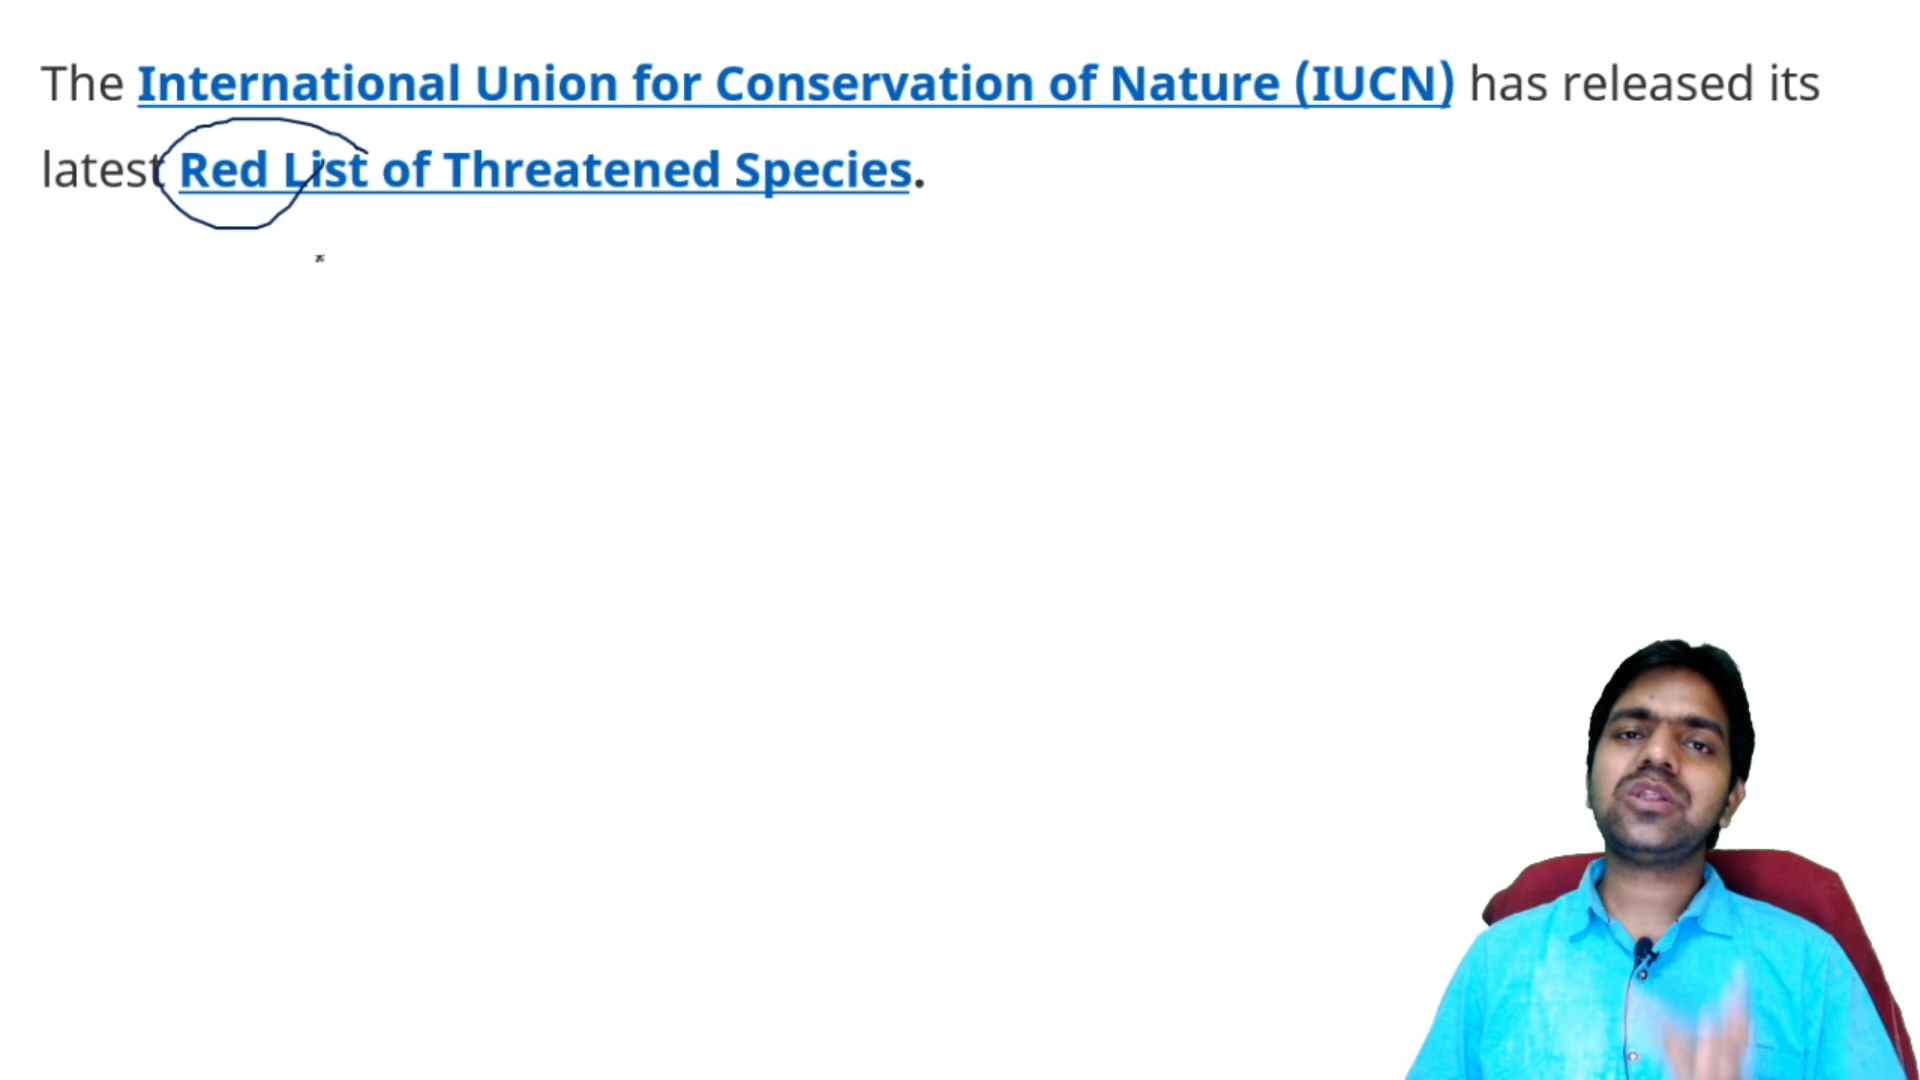 The International Union for Conservation of Nature (IUCN) has released its
latest Red List of Threatened Species.